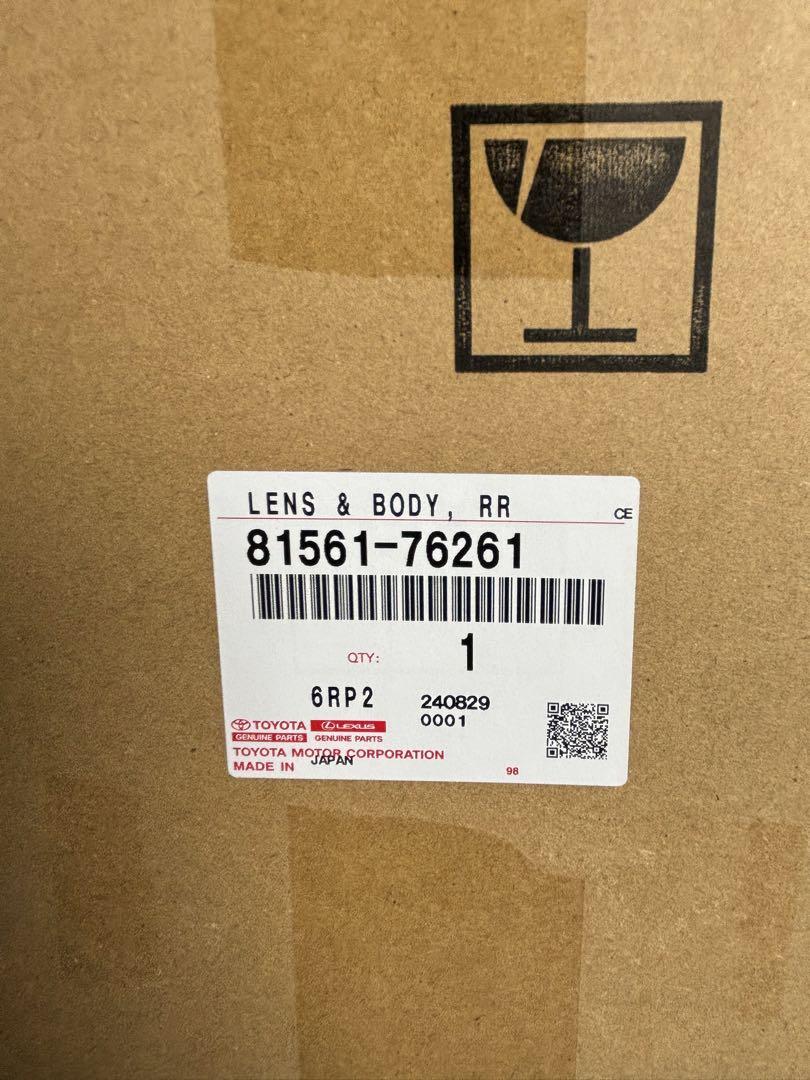 LENS & BODY, RR
CE
81561-76261
QTY: 1
6RP2 240829
0001
TOYOTA LEXUS
GENUINE PARTS GENUINE PARTS
TOYOTA MOTOR CORPORATION
MADE IN JAPAN
98